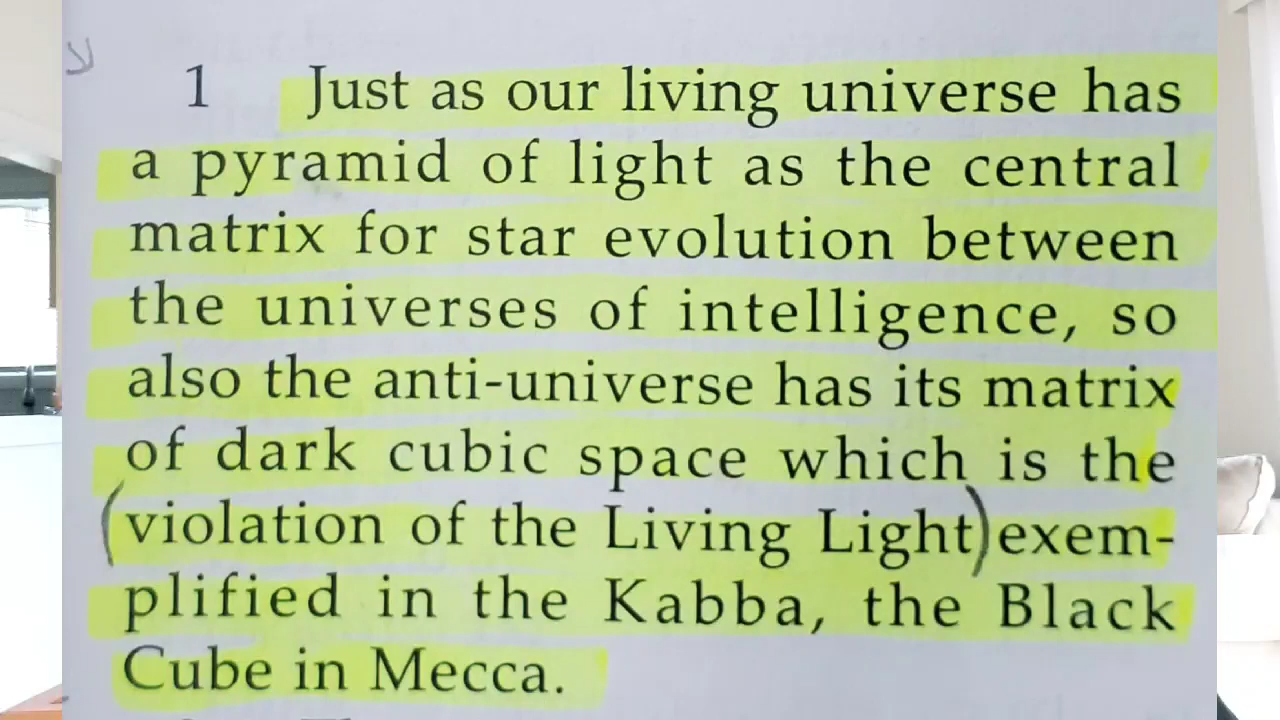 1 Just as our living universe has
a pyramid of light as the central
matrix for star evolution between
the universes of intelligence, so
also the anti-universe has its matrix
of dark cubic space which is the
(violation of the Living Light) exem-
plified in the Kabba, the Black
Cube in Mecca.